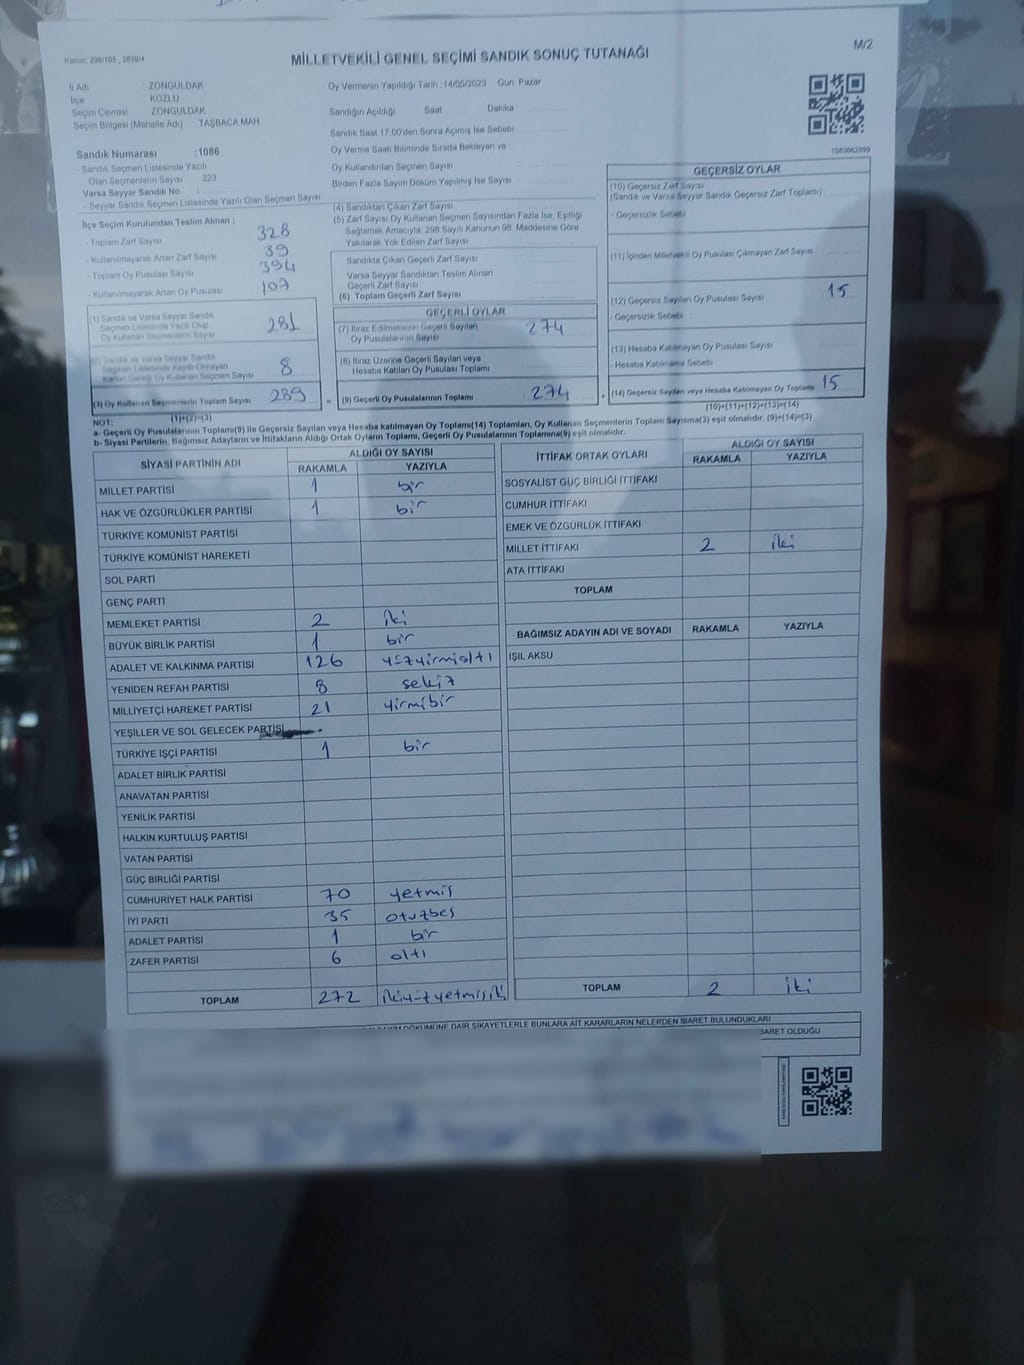 Kanun: 298/105 , 2839/4
MİLLETVEKİLİ GENEL SEÇİMİ SANDIK SONUÇ TUTANAĞI
M/2
İl Adı ZONGULDAK
İlçe KOZLU
Seçim Çevresi ZONGULDAK
Seçim Bölgesi (Mahalle Adı) : TAŞBACA MAH.
Oy Vermenin Yapıldığı Tarih :14/05/2023 Gün: Pazar
Sandığın Açıldığı Saat: Dakika:
Sandık Saat 17.00'den Sonra Açılmış İse Sebebi
Oy Verme Saati Bitiminde Sırada Bekleyen ve
Oy Kullandırılan Seçmen Sayısı
Birden Fazla Sayım Döküm Yapılmış İse Sayısı
1083662899
Sandık Numarası :1086
- Sandık Seçmen Listesinde Yazılı
Olan Seçmenlerin Sayısı 323
Varsa Seyyar Sandık No :
- Seyyar Sandık Seçmen Listesinde Yazılı Olan Seçmen Sayısı
İlçe Seçim Kurulundan Teslim Alınan :
- Toplam Zarf Sayısı 328
- Kullanılmayarak Artan Zarf Sayısı 39
- Toplam Oy Pusulası Sayısı 394
- Kullanılmayarak Artan Oy Pusulası 107
(1) Sandık ve Varsa Seyyar Sandık
Seçmen Listesinde Yazılı Olup
Oy Kullanan Seçmenlerin Sayısı 281
(2) Sandık ve Varsa Seyyar Sandık
Seçmen Listesinde Kayıtlı Olmayan
Kanun Gereği Oy Kullanan Seçmen Sayısı 8
(3) Oy Kullanan Seçmenlerin Toplam Sayısı 289
(1)+(2)=(3)
(4) Sandıktan Çıkan Zarf Sayısı
(5) Zarf Sayısı Oy Kullanan Seçmen Sayısından Fazla İse, Eşitliği
Sağlamak Amacıyla, 298 Sayılı Kanunun 98. Maddesine Göre
Yakılarak Yok Edilen Zarf Sayısı
Sandıkta Çıkan Geçerli Zarf Sayısı
Varsa Seyyar Sandıktan Teslim Alınan
Geçerli Zarf Sayısı
(6) Toplam Geçerli Zarf Sayısı
GEÇERLİ OYLAR
(7) İtiraz Edilmeksizin Geçerli Sayılan
Oy Pusulalarının Sayısı 274
(8) İtiraz Üzerine Geçerli Sayılan veya
Hesaba Katılan Oy Pusulası Toplamı
= (9) Geçerli Oy Pusulalarının Toplamı : 274 +
GEÇERSİZ OYLAR
(10) Geçersiz Zarf Sayısı
(Sandık ve Varsa Seyyar Sandık Geçersiz Zarf Toplamı) :
- Geçersizlik Sebebi
(11) İçinden Milletvekili Oy Pusulası Çıkmayan Zarf Sayısı
(12) Geçersiz Sayılan Oy Pusulası Sayısı 15
- Geçersizlik Sebebi :
(13) Hesaba Katılmayan Oy Pusulası Sayısı
- Hesaba Katılmama Sebebi :
(14) Geçersiz Sayılan veya Hesaba Katılmayan Oy Toplamı 15
(10)+(11)+(12)+(13)=(14)
NOT:
a- Geçerli Oy Pusulalarının Toplamı(9) ile Geçersiz Sayılan veya Hesaba katılmayan Oy Toplamı(14) Toplamları, Oy Kullanan Seçmenlerin Toplam Sayısına(3) eşit olmalıdır. (9)+(14)=(3)
b- Siyasi Partilerin, Bağımsız Adayların ve İttifakların Aldığı Ortak Oyların Toplamı, Geçerli Oy Pusulalarının Toplamına(9) eşit olmalıdır.
SİYASİ PARTİNİN ADI ALDIĞI OY SAYISI
RAKAMLA YAZIYLA
MİLLET PARTİSİ 1 bir
HAK VE ÖZGÜRLÜKLER PARTİSİ 1 bir
TÜRKİYE KOMÜNİST PARTİSİ
TÜRKİYE KOMÜNİST HAREKETİ
SOL PARTİ
GENÇ PARTİ
MEMLEKET PARTİSİ 2 iki
BÜYÜK BİRLİK PARTİSİ 1 bir
ADALET VE KALKINMA PARTİSİ 126 yüzyirmialtı
YENİDEN REFAH PARTİSİ 8 sekiz
MİLLİYETÇİ HAREKET PARTİSİ 21 yirmibir
YEŞİLLER VE SOL GELECEK PARTİSİ
TÜRKİYE İŞÇİ PARTİSİ 1 bir
ADALET BİRLİK PARTİSİ
ANAVATAN PARTİSİ
YENİLİK PARTİSİ
HALKIN KURTULUŞ PARTİSİ
VATAN PARTİSİ
GÜÇ BİRLİĞİ PARTİSİ
CUMHURİYET HALK PARTİSİ 70 yetmiş
İYİ PARTİ 35 otuzbeş
ADALET PARTİSİ 1 bir
ZAFER PARTİSİ 6 altı
TOPLAM 272 ikiyüzyetmişiki
İTTİFAK ORTAK OYLARI ALDIĞI OY SAYISI
RAKAMLA YAZIYLA
SOSYALİST GÜÇ BİRLİĞİ İTTİFAKI
CUMHUR İTTİFAKI
EMEK VE ÖZGÜRLÜK İTTİFAKI
MİLLET İTTİFAKI 2 iki
ATA İTTİFAKI
TOPLAM
BAĞIMSIZ ADAYIN ADI VE SOYADI RAKAMLA YAZIYLA
IŞIL AKSU
TOPLAM 2 iki
SAYIM DÖKÜMÜNE DAİR ŞİKAYETLERLE BUNLARA AİT KARARLARIN NELERDEN İBARET BULUNDUKLARI
İBARET OLDUĞU